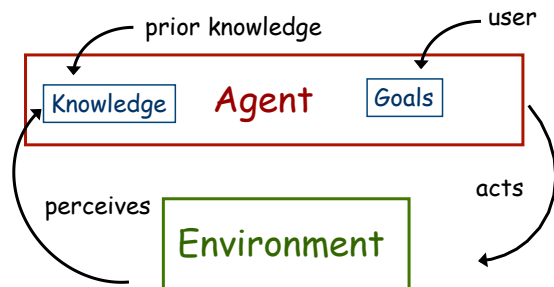 prior knowledge
user
Knowledge
Agent
Goals
perceives
acts
Environment